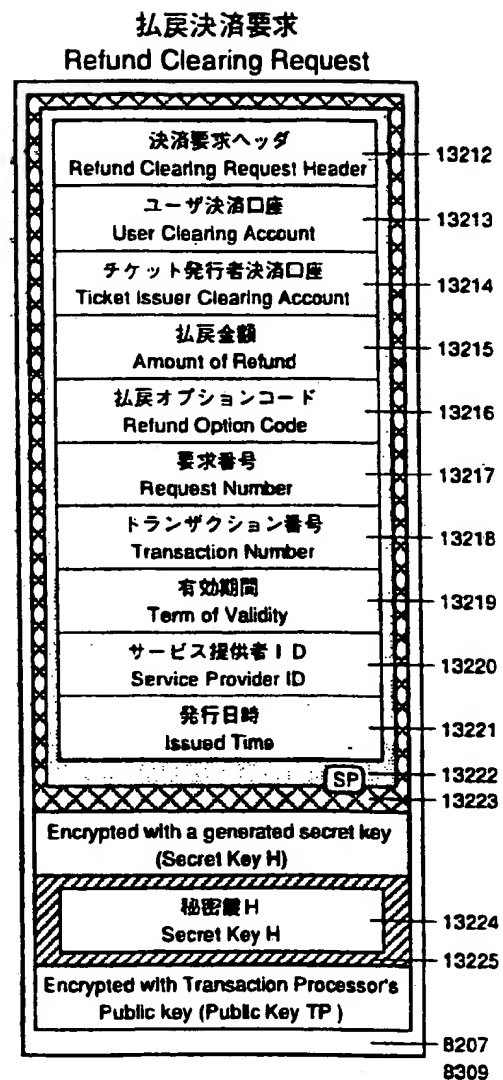 払戻決済要求
Refund Clearing Request
決済要求ヘッダ
Refund Clearing Request Header
13212
ユーザ決済口座
User Clearing Account
13213
チケット発行者決済口座
Ticket Issuer Clearing Account
13214
払戻金額
Amount of Refund
13215
払戻オプションコード
Refund Option Code
13216
要求番号
Request Number
13217
トランザクション番号
Transaction Number
13218
有効期間
Term of Validity
13219
サービス提供者ID
Service Provider ID
13220
発行日時
Issued Time
13221
SP
13222
13223
Encrypted with a generated secret key
(Secret Key H)
秘密鍵H
Secret Key H
13224
13225
Encrypted with Transaction Processor's
Public key (Public Key TP )
8207
8309